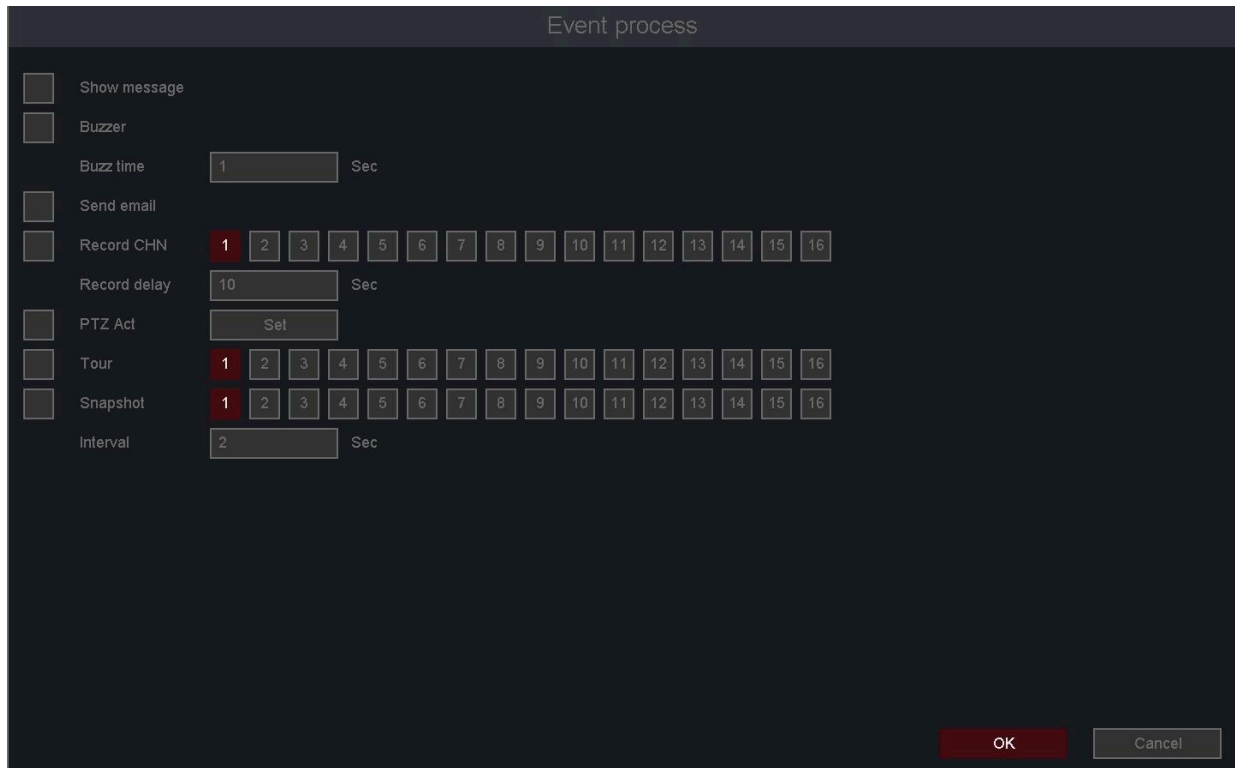 Event process
Show message
Buzzer
Buzz time 1 Sec
Send email
Record CHN 1 2 3 4 5 6 7 8 9 10 11 12 13 14 15 16
Record delay 10 Sec
PTZ Act Set
Tour 1 2 3 4 5 6 7 8 9 10 11 12 13 14 15 16
Snapshot 1 2 3 4 5 6 7 8 9 10 11 12 13 14 15 16
Interval 2 Sec
OK Cancel